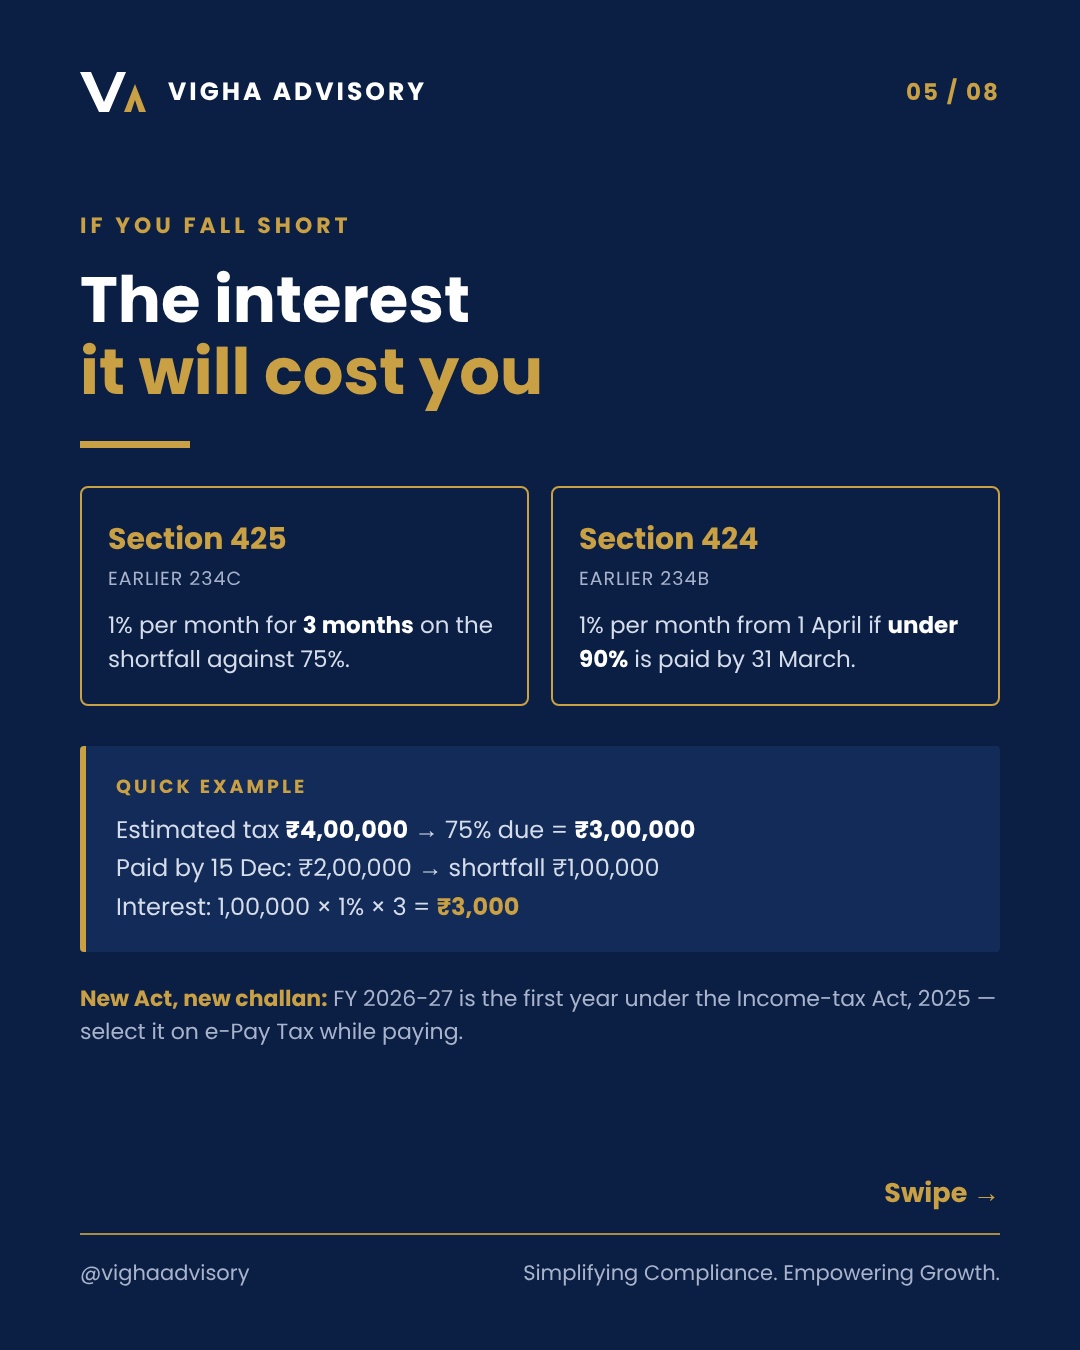 VIGHA ADVISORY
05 / 08
IF YOU FALL SHORT
The interest
it will cost you
Section 425
EARLIER 234C
1% per month for 3 months on the
shortfall against 75%.
Section 424
EARLIER 234B
1% per month from 1 April if under
90% is paid by 31 March.
QUICK EXAMPLE
Estimated tax ₹4,00,000 → 75% due = ₹3,00,000
Paid by 15 Dec: ₹2,00,000 → shortfall ₹1,00,000
Interest: 1,00,000 × 1% × 3 = ₹3,000
New Act, new challan: FY 2026-27 is the first year under the Income-tax Act, 2025 —
select it on e-Pay Tax while paying.
Swipe →
@vighaadvisory
Simplifying Compliance. Empowering Growth.